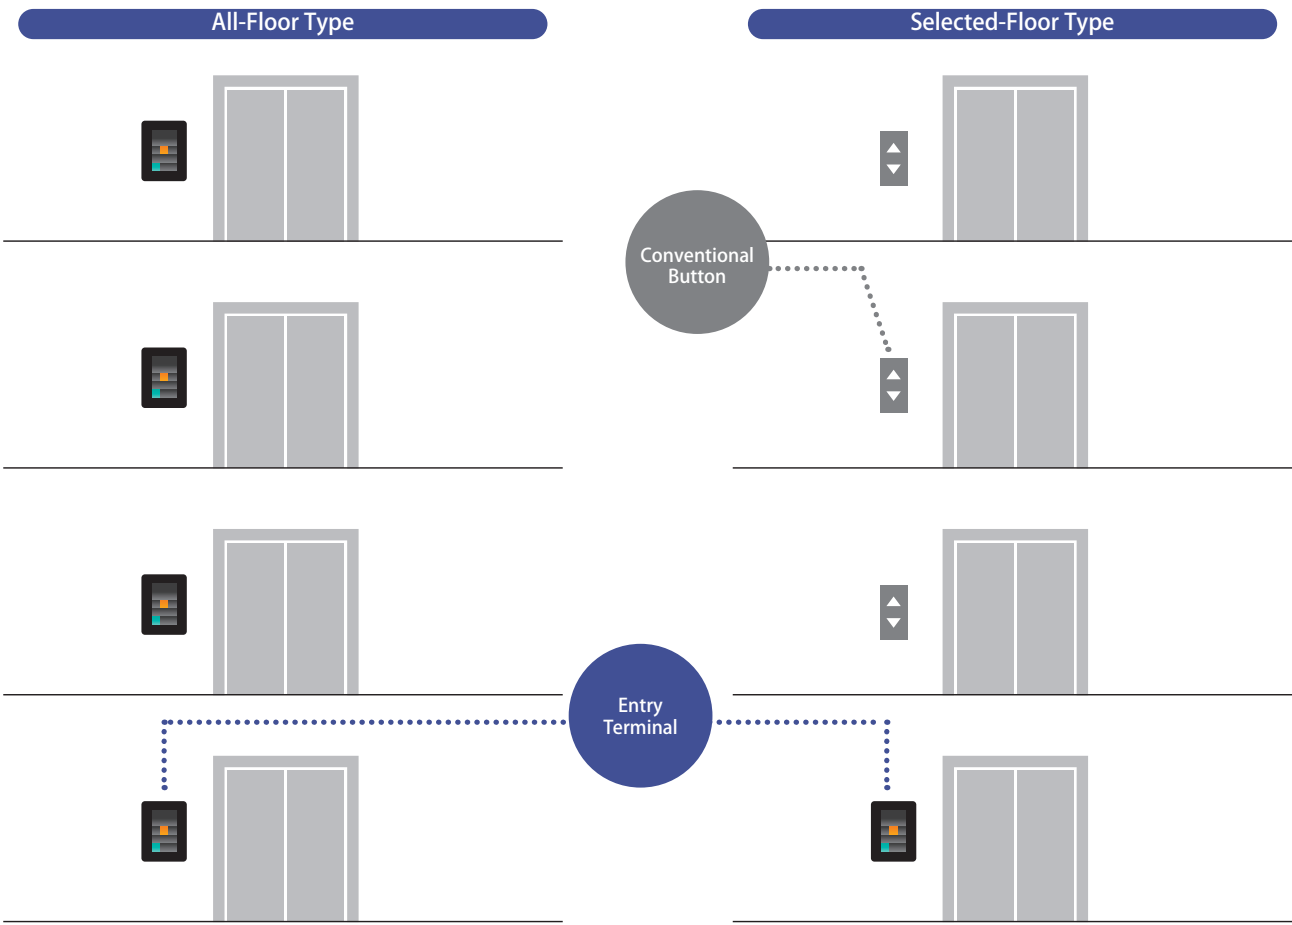 All-Floor Type
Selected-Floor Type
Conventional
Button
Entry
Terminal